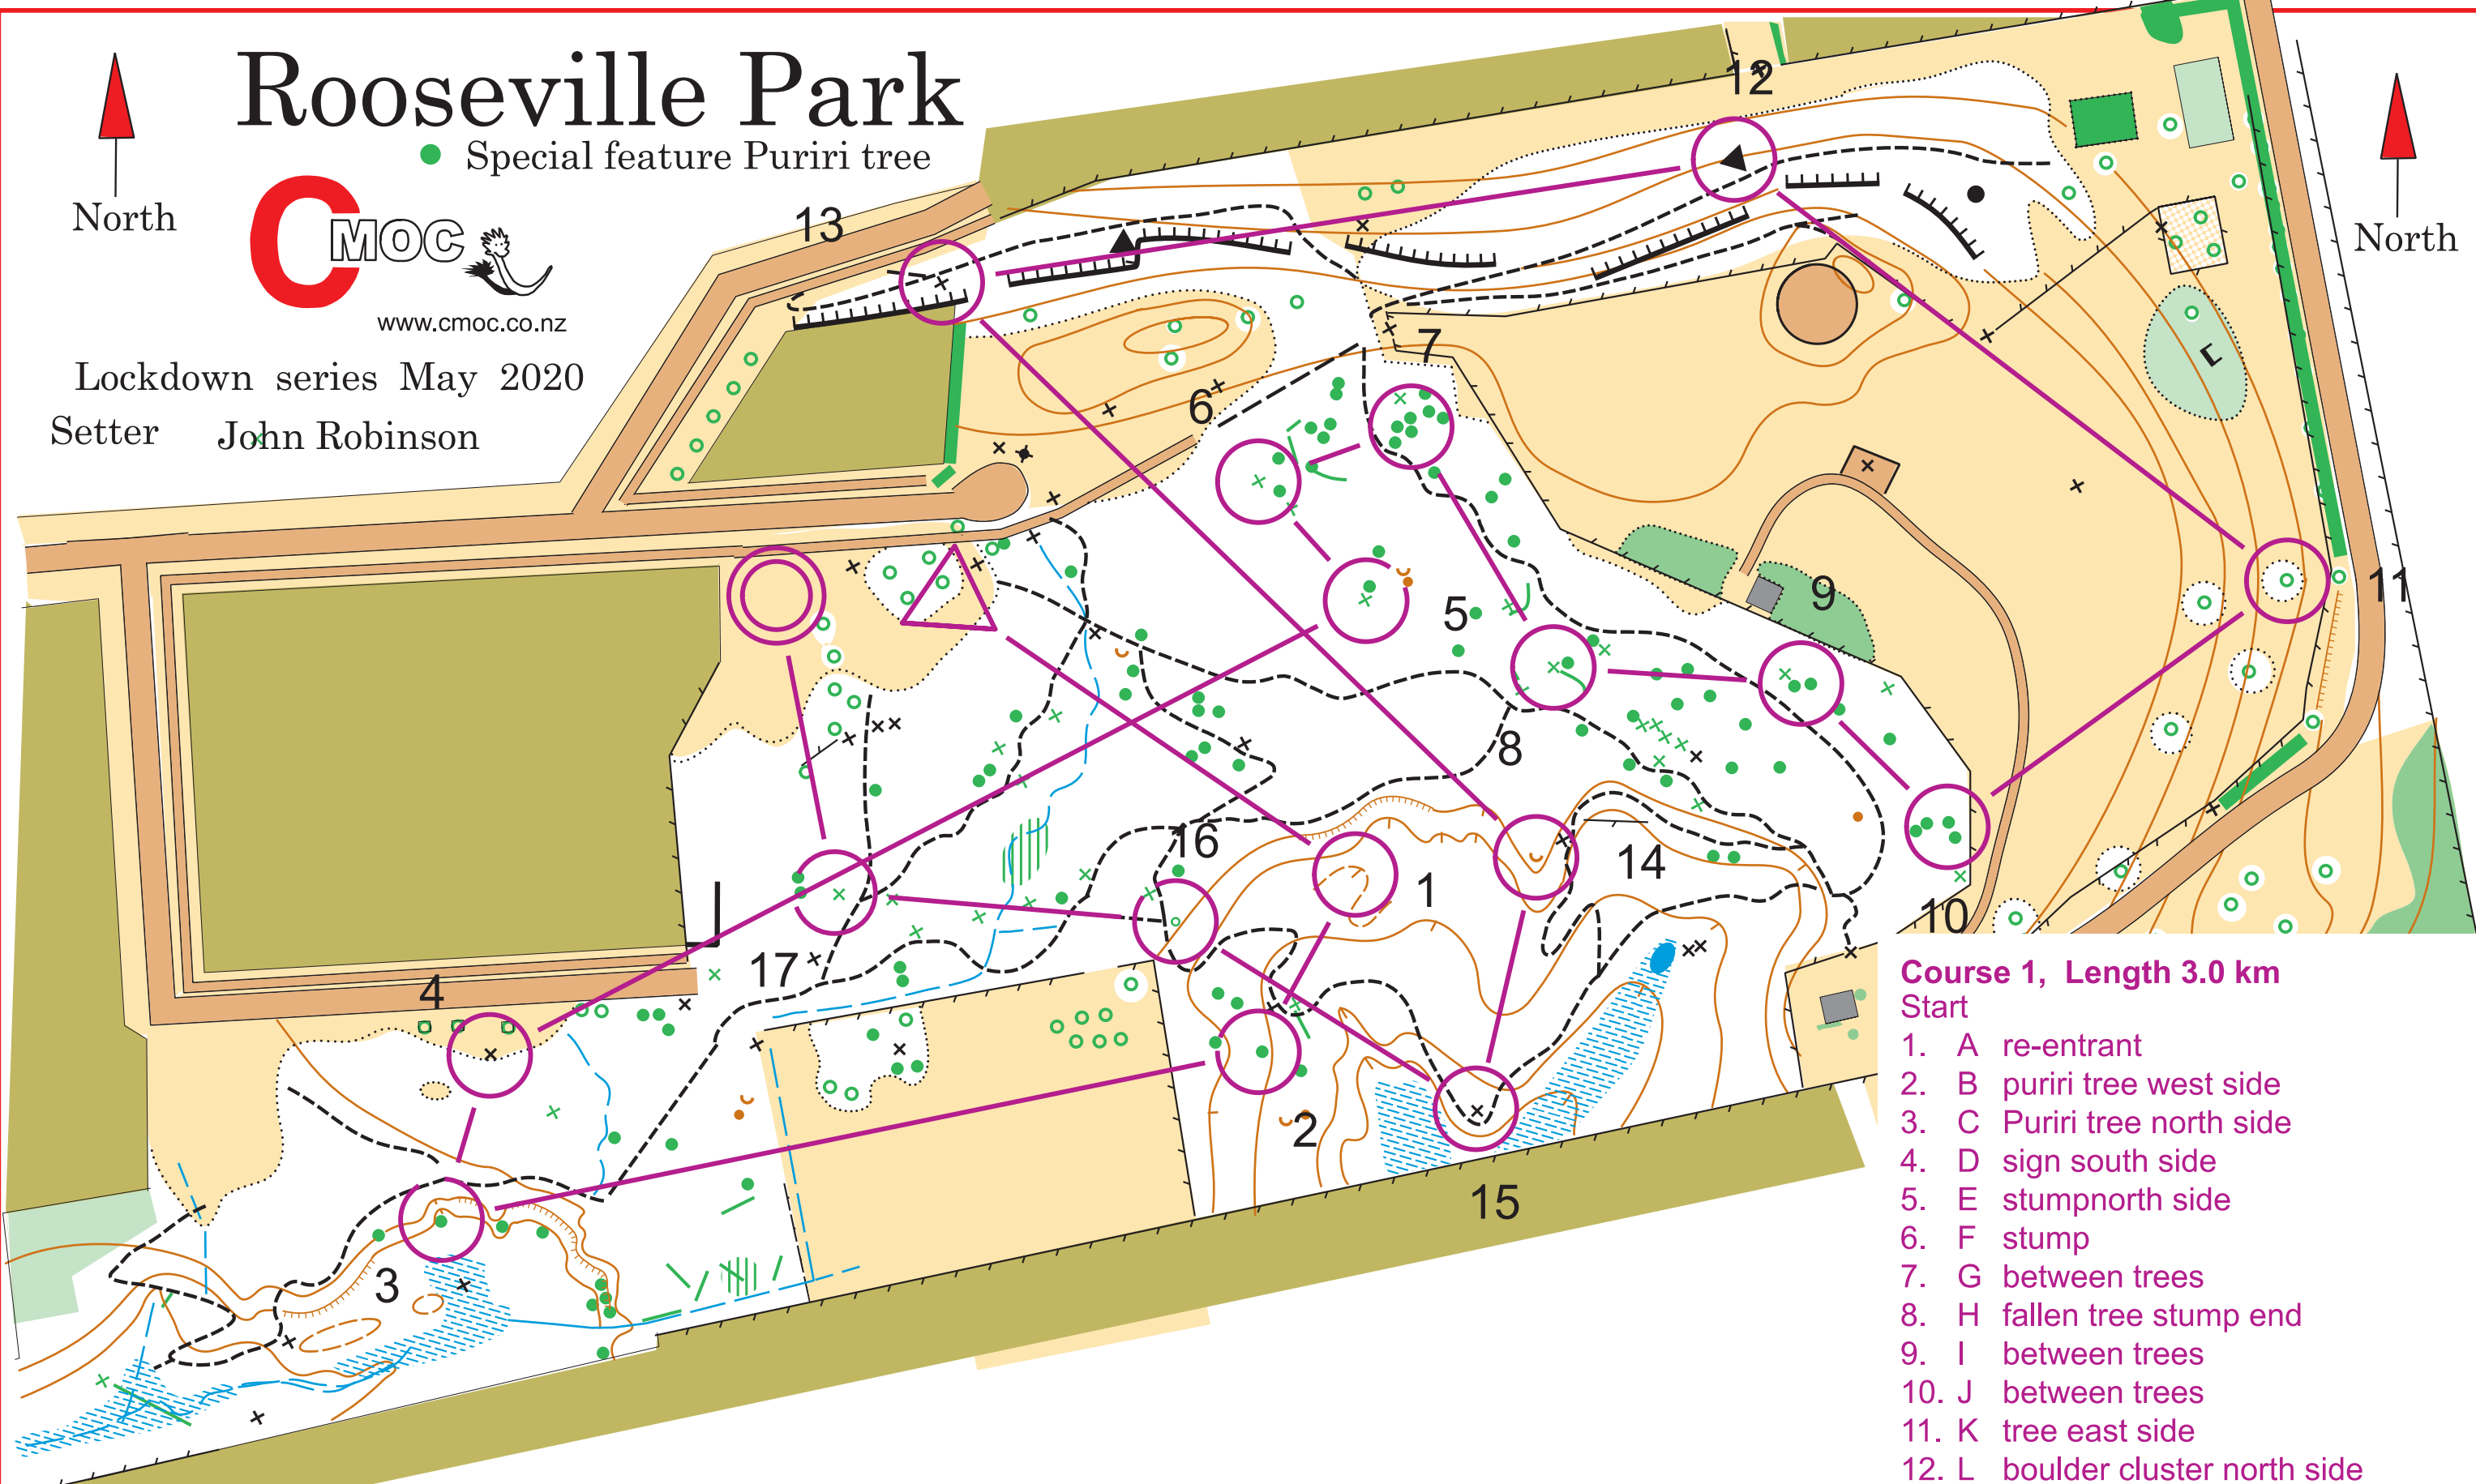 Rooseville Park
Special feature Puriri tree
North
CMOC
www.cmoc.co.nz
Lockdown series May 2020
Setter John Robinson
North
12
13
7
6
11
9
5
8
16
14
1
10
17
4
2
15
3
Course 1, Length 3.0 km
Start
1. A re-entrant
2. B puriri tree west side
3. C Puriri tree north side
4. D sign south side
5. E stumpnorth side
6. F stump
7. G between trees
8. H fallen tree stump end
9. I between trees
10. J between trees
11. K tree east side
12. L boulder cluster north side